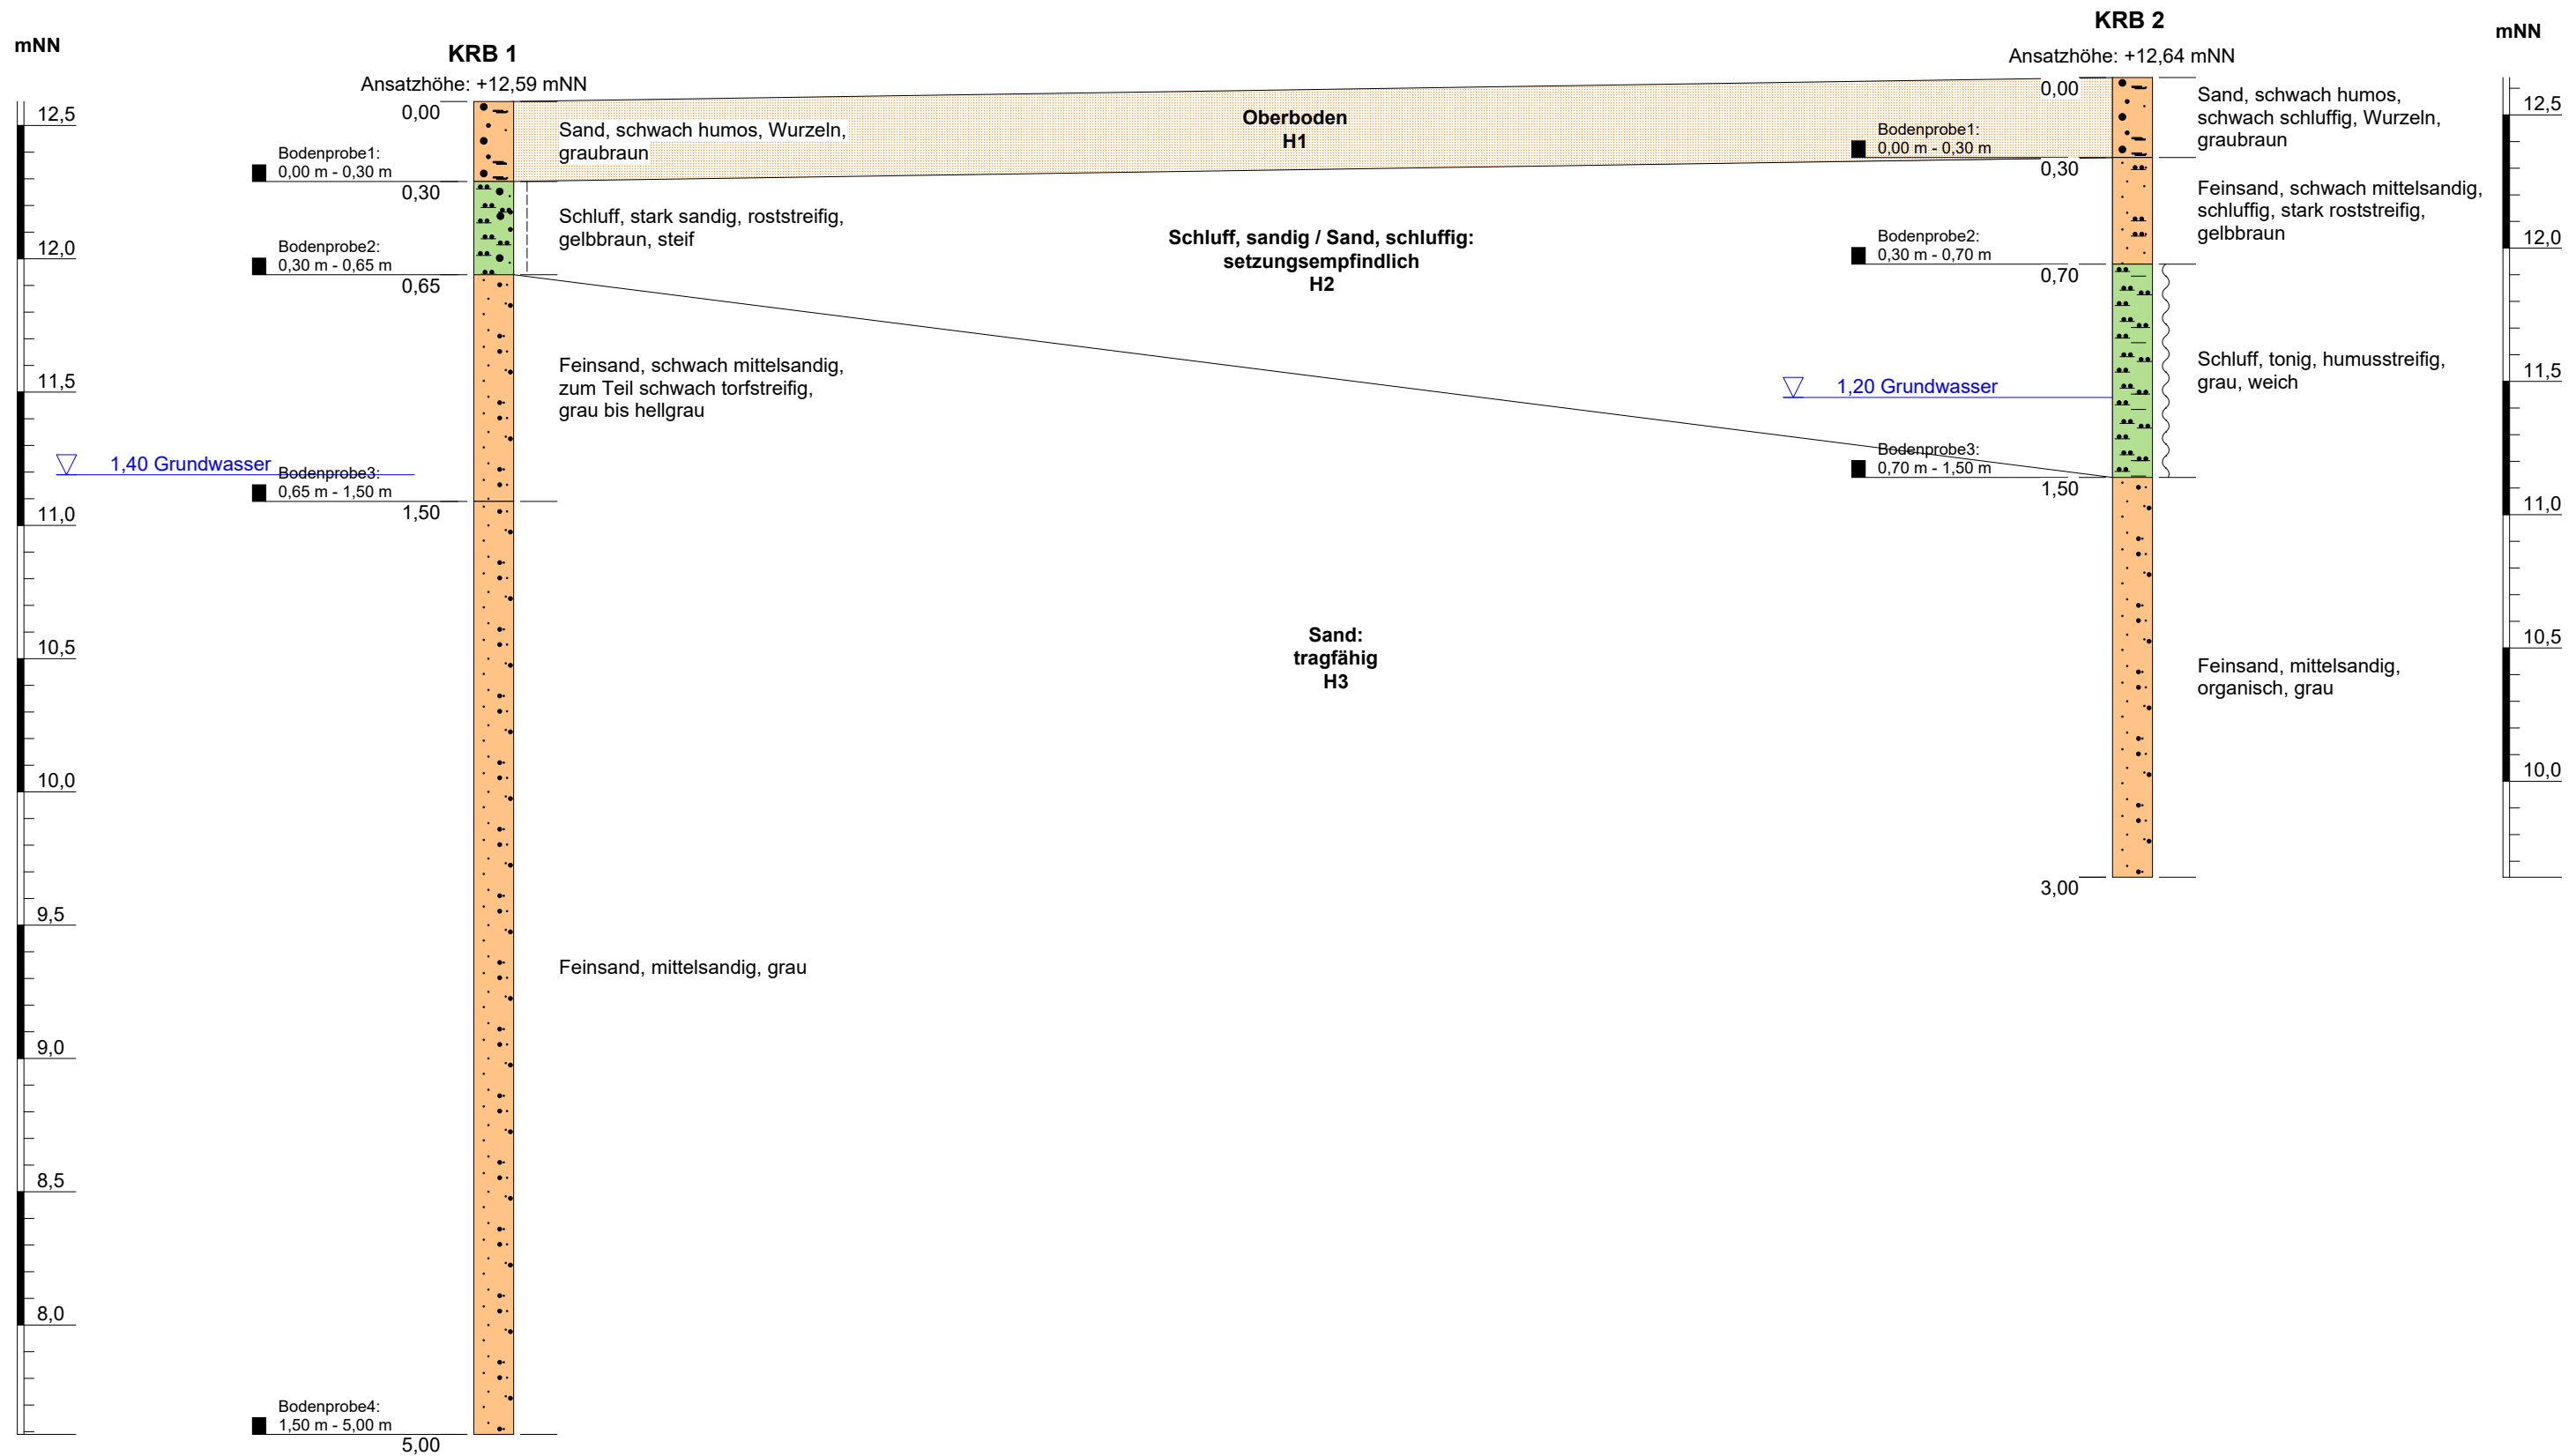 mNN
KRB 1
Ansatzhöhe: +12,59 mNN
12,5
12,0
11,5
11,0
10,5
10,0
9,5
9,0
8,5
8,0
0,00
Bodenprobe1:
0,00 m - 0,30 m
0,30
Bodenprobe2:
0,30 m - 0,65 m
0,65
1,40 Grundwasser
Bodenprobe3:
0,65 m - 1,50 m
1,50
Bodenprobe4:
1,50 m - 5,00 m
5,00
Sand, schwach humos, Wurzeln,
graubraun
Schluff, stark sandig, roststreifig,
gelbbraun, steif
Feinsand, schwach mittelsandig,
zum Teil schwach torfstreifig,
grau bis hellgrau
Feinsand, mittelsandig, grau
Oberboden
H1
Schluff, sandig / Sand, schluffig:
setzungsempfindlich
H2
Sand:
tragfähig
H3
KRB 2
Ansatzhöhe: +12,64 mNN
0,00
Bodenprobe1:
0,00 m - 0,30 m
0,30
Bodenprobe2:
0,30 m - 0,70 m
0,70
1,20 Grundwasser
Bodenprobe3:
0,70 m - 1,50 m
1,50
3,00
Sand, schwach humos,
schwach schluffig, Wurzeln,
graubraun
Feinsand, schwach mittelsandig,
schluffig, stark roststreifig,
gelbbraun
Schluff, tonig, humusstreifig,
grau, weich
Feinsand, mittelsandig,
organisch, grau
mNN
12,5
12,0
11,5
11,0
10,5
10,0